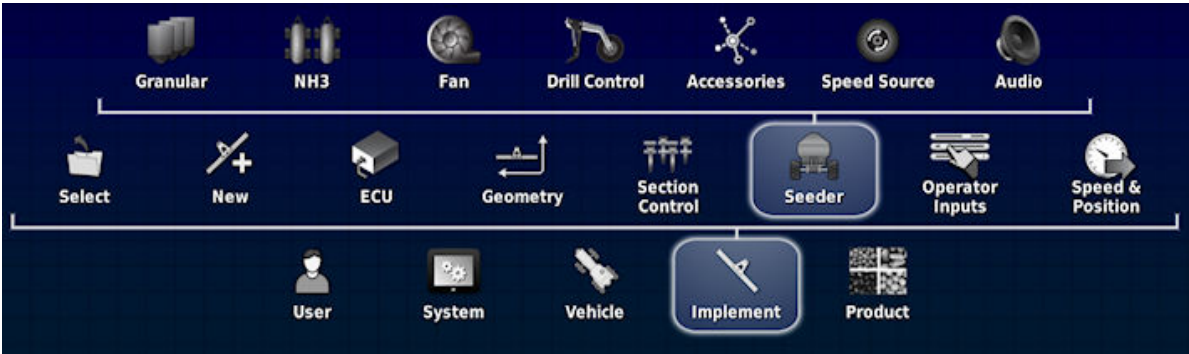 Granular NH3 Fan Drill Control Accessories Speed Source Audio
Select New ECU Geometry Section Control Seeder Operator Inputs Speed & Position
User System Vehicle Implement Product